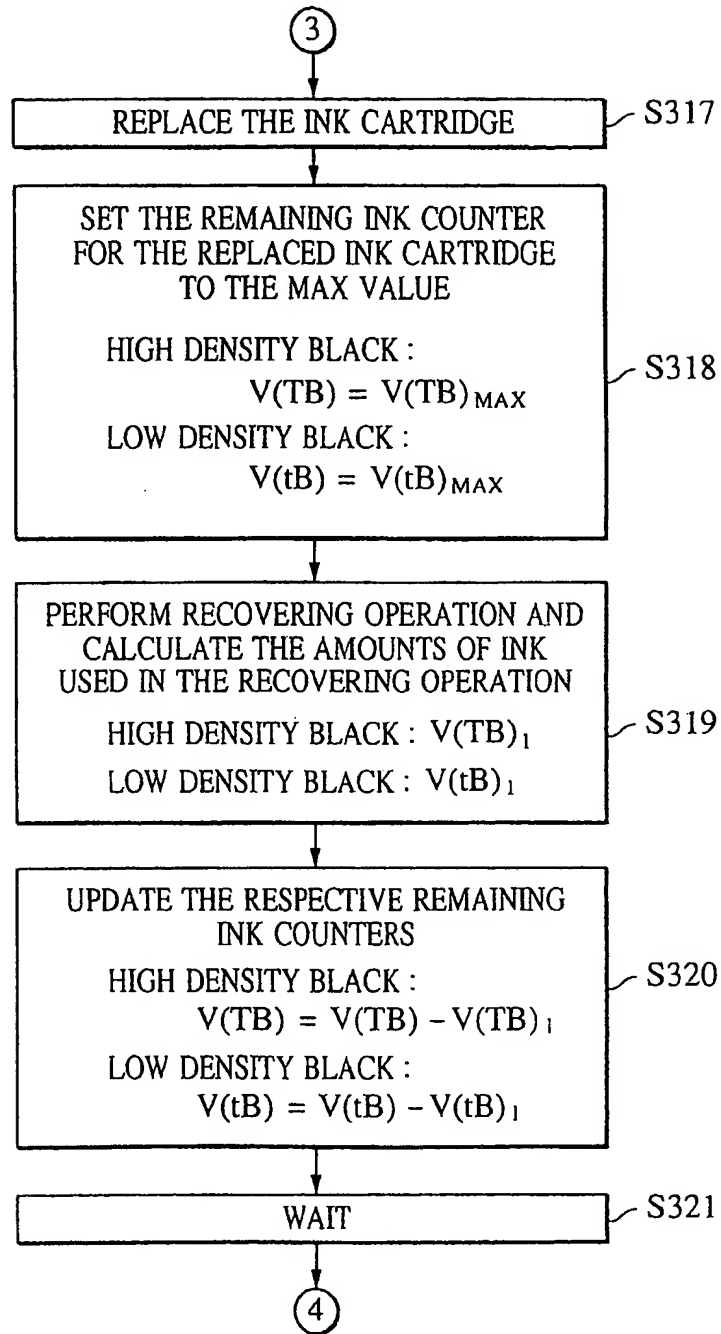 3
REPLACE THE INK CARTRIDGE
S317
SET THE REMAINING INK COUNTER
FOR THE REPLACED INK CARTRIDGE
TO THE MAX VALUE
HIGH DENSITY BLACK :
V(TB) = V(TB)MAX
LOW DENSITY BLACK :
V(tB) = V(tB)MAX
S318
PERFORM RECOVERING OPERATION AND
CALCULATE THE AMOUNTS OF INK
USED IN THE RECOVERING OPERATION
HIGH DENSITY BLACK : V(TB)1
LOW DENSITY BLACK : V(tB)1
S319
UPDATE THE RESPECTIVE REMAINING
INK COUNTERS
HIGH DENSITY BLACK :
V(TB) = V(TB) – V(TB)1
LOW DENSITY BLACK :
V(tB) = V(tB) – V(tB)1
S320
WAIT
S321
4